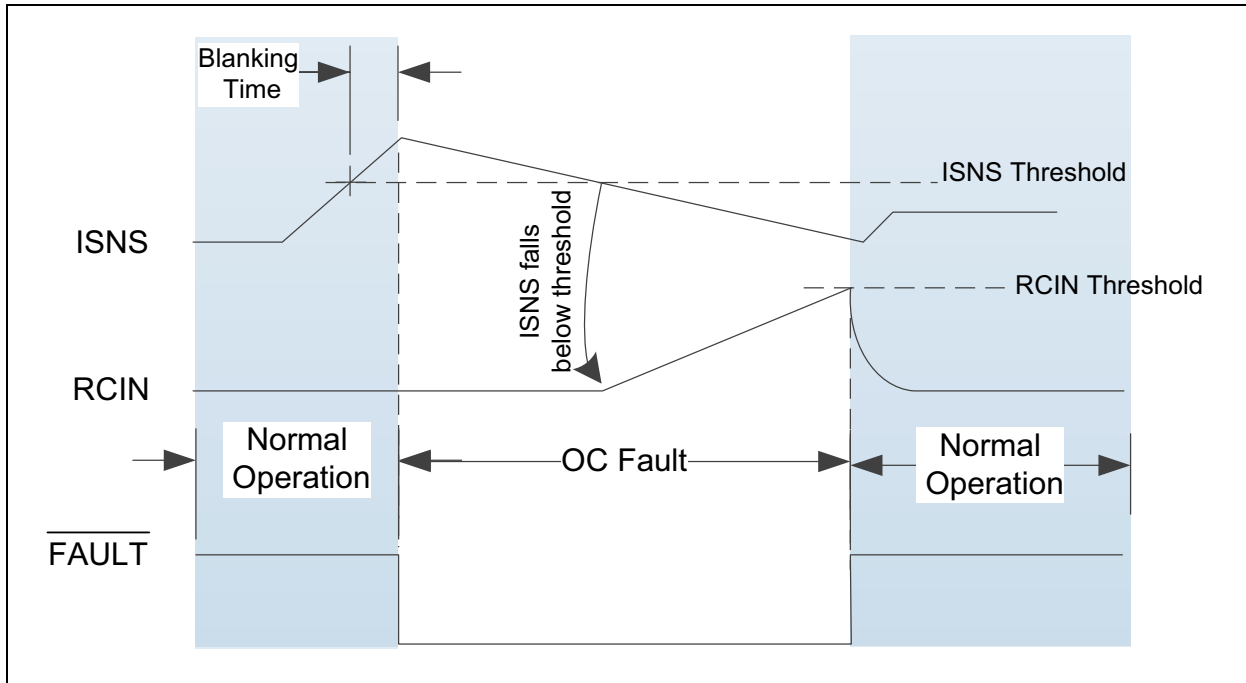 Blanking
Time
ISNS Threshold
ISNS
ISNS falls
below threshold
RCIN Threshold
RCIN
Normal
Operation
OC Fault
Normal
Operation
FAULT